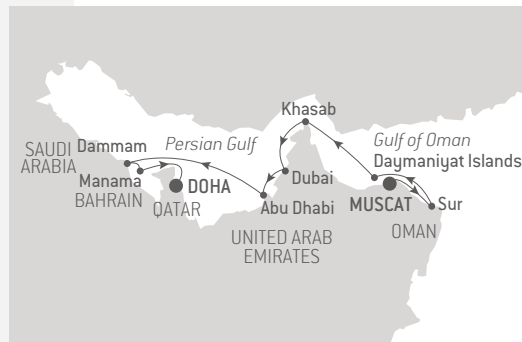 Khasab
SAUDI
ARABIA
Dammam
Persian Gulf
Gulf of Oman
Daymaniyat Islands
Manama
BAHRAIN
DOHA
QATAR
Dubai
Abu Dhabi
MUSCAT
Sur
OMAN
UNITED ARAB
EMIRATES